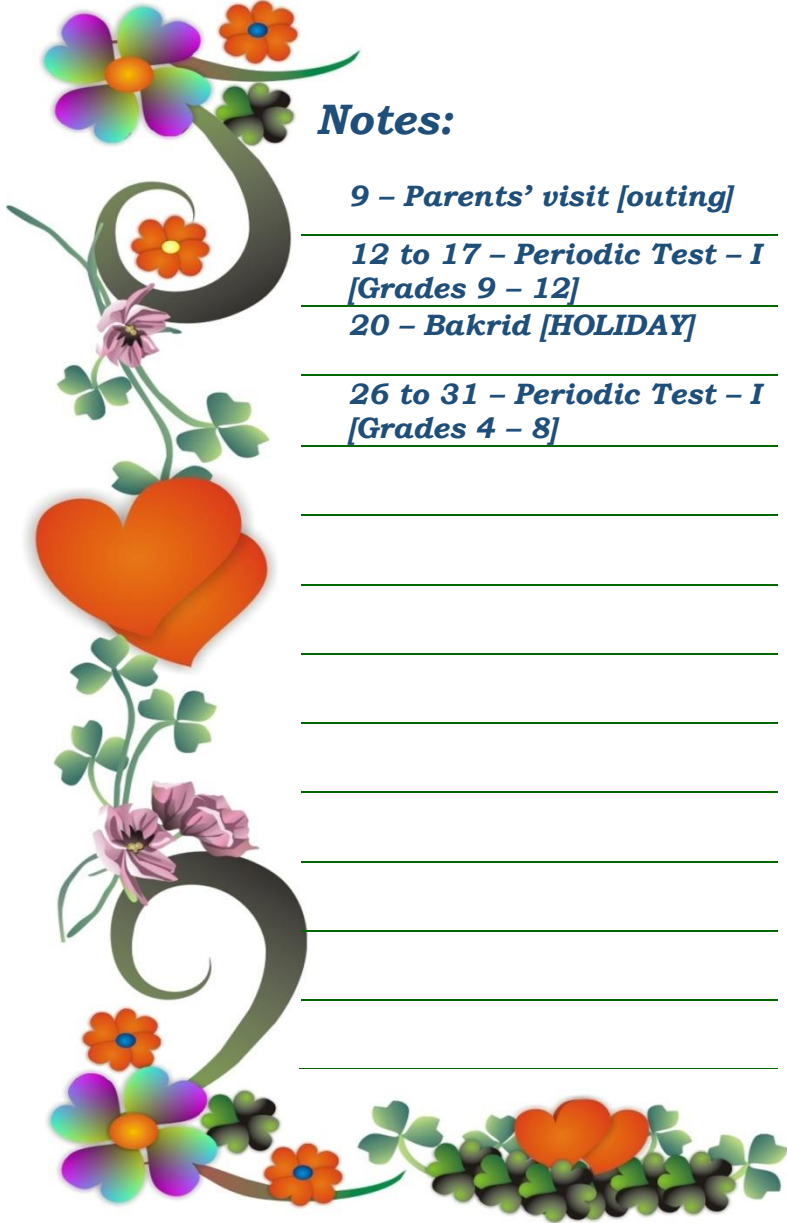 Notes:
9 – Parents’ visit [outing]
12 to 17 – Periodic Test – I
[Grades 9 – 12]
20 – Bakrid [HOLIDAY]
26 to 31 – Periodic Test – I
[Grades 4 – 8]